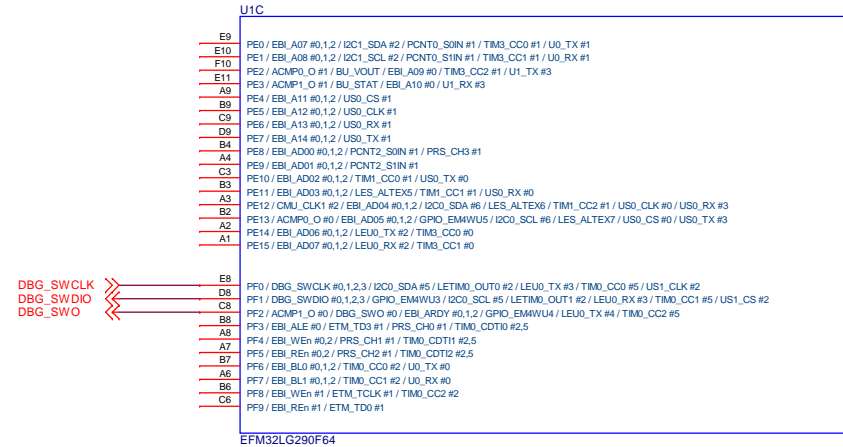 U1C
E9 PE0 / EBI_A07 #0,1,2 / I2C1_SDA #2 / PCNT0_S0IN #1 / TIM3_CC0 #1 / U0_TX #1
E10 PE1 / EBI_A08 #0,1,2 / I2C1_SCL #2 / PCNT0_S1IN #1 / TIM3_CC1 #1 / U0_RX #1
F10 PE2 / ACMP0_O #1 / BU_VOUT / EBI_A09 #0 / TIM3_CC2 #1 / U1_TX #3
E11 PE3 / ACMP1_O #1 / BU_STAT / EBI_A10 #0 / U1_RX #3
A9 PE4 / EBI_A11 #0,1,2 / US0_CS #1
B9 PE5 / EBI_A12 #0,1,2 / US0_CLK #1
C9 PE6 / EBI_A13 #0,1,2 / US0_RX #1
D9 PE7 / EBI_A14 #0,1,2 / US0_TX #1
B4 PE8 / EBI_AD00 #0,1,2 / PCNT2_S0IN #1 / PRS_CH3 #1
A4 PE9 / EBI_AD01 #0,1,2 / PCNT2_S1IN #1
C3 PE10 / EBI_AD02 #0,1,2 / TIM1_CC0 #1 / US0_TX #0
B3 PE11 / EBI_AD03 #0,1,2 / LES_ALTEX5 / TIM1_CC1 #1 / US0_RX #0
A3 PE12 / CMU_CLK1 #2 / EBI_AD04 #0,1,2 / I2C0_SDA #6 / LES_ALTEX6 / TIM1_CC2 #1 / US0_CLK #0 / US0_RX #3
B2 PE13 / ACMP0_O #0 / EBI_AD05 #0,1,2 / GPIO_EM4WU5 / I2C0_SCL #6 / LES_ALTEX7 / US0_CS #0 / US0_TX #3
A2 PE14 / EBI_AD06 #0,1,2 / LEU0_TX #2 / TIM3_CC0 #0
A1 PE15 / EBI_AD07 #0,1,2 / LEU0_RX #2 / TIM3_CC1 #0
DBG_SWCLK E8 PF0 / DBG_SWCLK #0,1,2,3 / I2C0_SDA #5 / LETIM0_OUT0 #2 / LEU0_TX #3 / TIM0_CC0 #5 / US1_CLK #2
DBG_SWDIO D8 PF1 / DBG_SWDIO #0,1,2,3 / GPIO_EM4WU3 / I2C0_SCL #5 / LETIM0_OUT1 #2 / LEU0_RX #3 / TIM0_CC1 #5 / US1_CS #2
DBG_SWO C8 PF2 / ACMP1_O #0 / DBG_SWO #0 / EBI_ARDY #0,1,2 / GPIO_EM4WU4 / LEU0_TX #4 / TIM0_CC2 #5
B8 PF3 / EBI_ALE #0 / ETM_TD3 #1 / PRS_CH0 #1 / TIM0_CDTI0 #2,5
A8 PF4 / EBI_WEn #0,2 / PRS_CH1 #1 / TIM0_CDTI1 #2,5
A7 PF5 / EBI_REn #0,2 / PRS_CH2 #1 / TIM0_CDTI2 #2,5
B7 PF6 / EBI_BL0 #0,1,2 / TIM0_CC0 #2 / U0_TX #0
A6 PF7 / EBI_BL1 #0,1,2 / TIM0_CC1 #2 / U0_RX #0
B6 PF8 / EBI_WEn #1 / ETM_TCLK #1 / TIM0_CC2 #2
C6 PF9 / EBI_REn #1 / ETM_TD0 #1
EFM32LG290F64